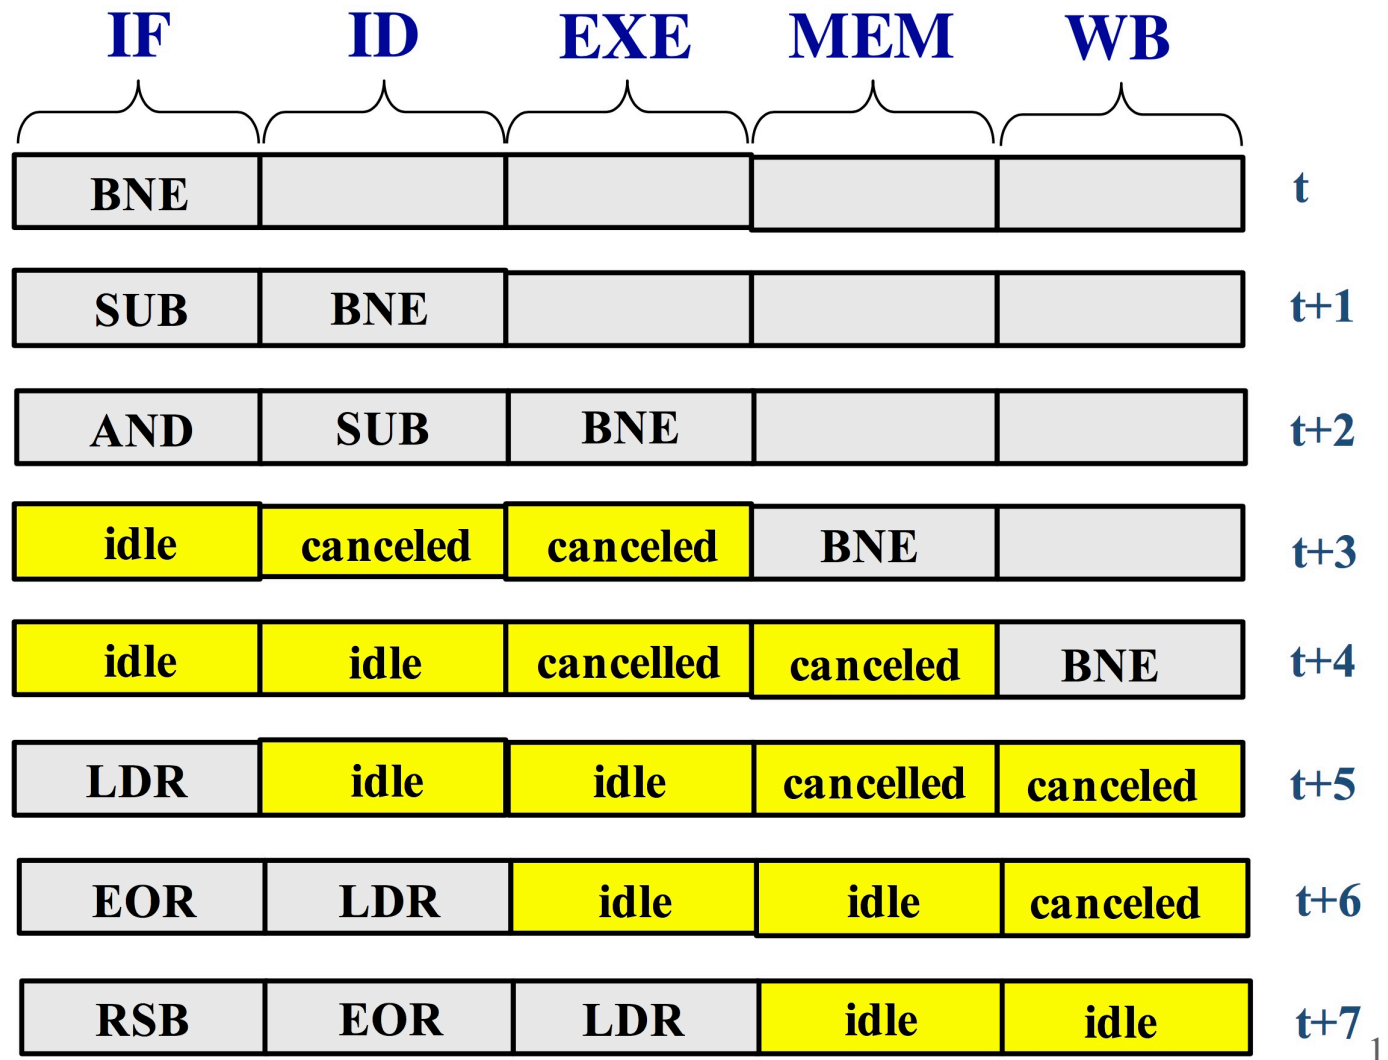 IF ID EXE MEM WB
BNE t
SUB BNE t+1
AND SUB BNE t+2
idle canceled canceled BNE t+3
idle idle cancelled canceled BNE t+4
LDR idle idle cancelled canceled t+5
EOR LDR idle idle canceled t+6
RSB EOR LDR idle idle t+7
1